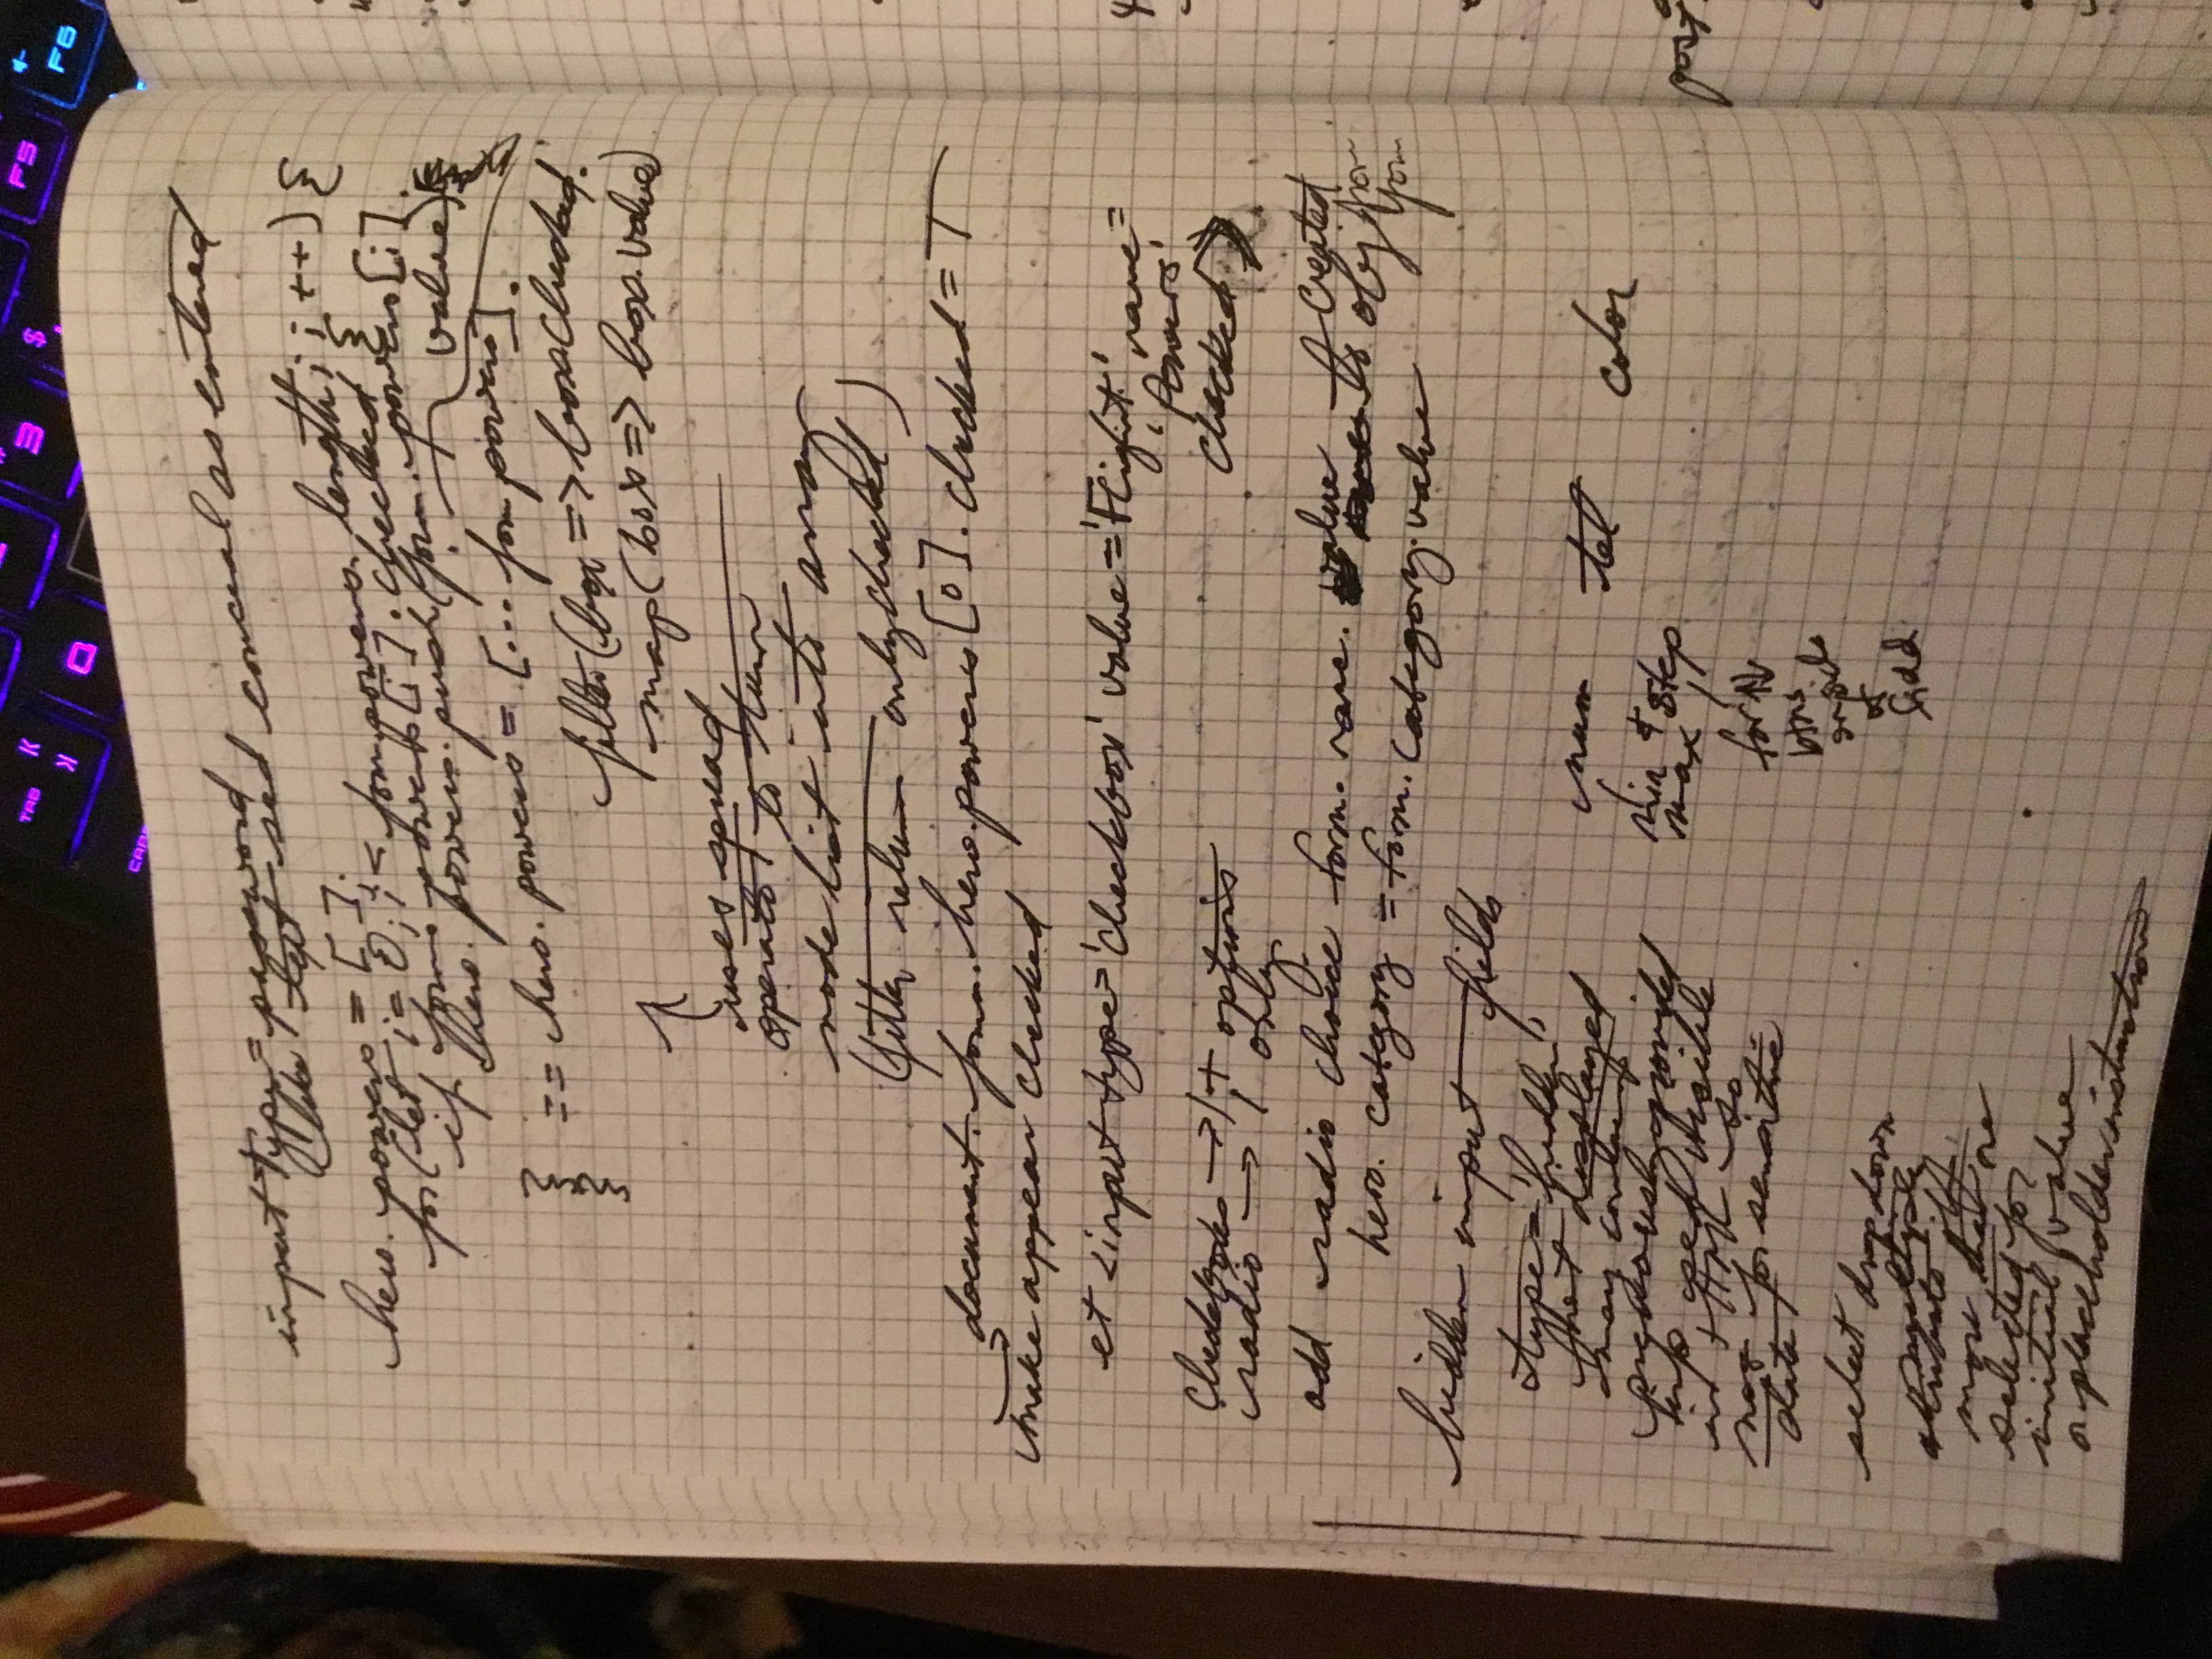 TAB K
3
$
F5
F6
Q
input type= password
like text and conceal as entered
hero.powers = [ ];
for(let i= 0; i < form.powers.length; i++) {
if form.powers[i].checked {
hero.powers.push(form.powers[i].
value)
== hero.powers = [... form.powers].
filter(box => box.checked.
map(box => box.value)
uses spread
operator to turn
node list into array
(filter return only checked)
document.form.hero.powers[0].checked = T
make appear checked
et <input type='checkbox' value='Flight' name=
'Powers'
checked>
Checkboxes → 1+ options
radio → 1 only
add radio choice form.name.value to created
obj from
form
hero.category = form.category.value
hidden input fields
type='hidden'
not displayed
may contain
previously provided
info visible
in HTML so
not for sensitive
data
num tel color
min & step
max
for ↑↓
btns
inside
of
field
select dropdown
multiple
attribute if
more than one
selected for
initial value
or placeholder instruction
post